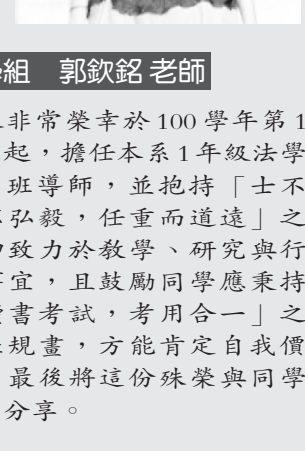 組　郭欽銘 老師
非常榮幸於 100 學年第 1
起，擔任本系 1 年級法學
班導師，並抱持「士不
弘毅，任重而道遠」之
致力於教學、研究與行
宜，且鼓勵同學應秉持
書考試，考用合一」之
規畫，方能肯定自我價
最後將這份殊榮與同學
分享。